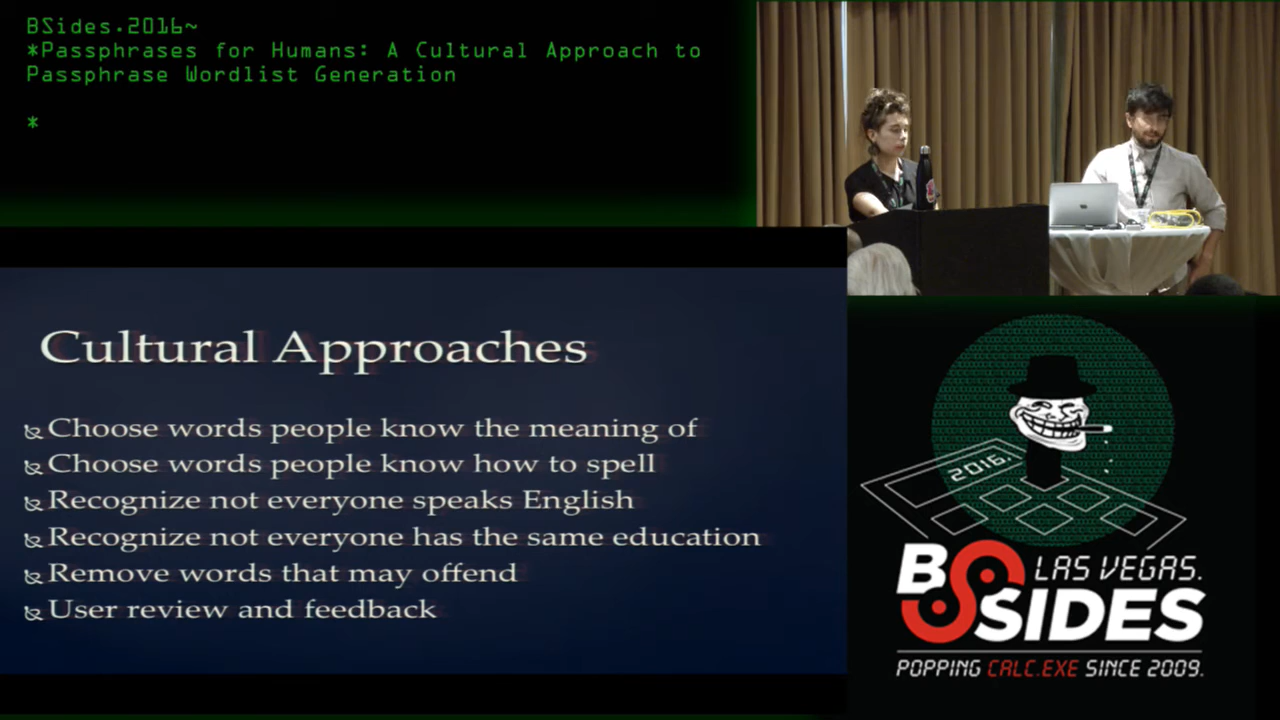 BSides.2016~
*Passphrases for Humans: A Cultural Approach to
Passphrase Wordlist Generation
*
Cultural Approaches
Choose words people know the meaning of
Choose words people know how to spell
Recognize not everyone speaks English
Recognize not everyone has the same education
Remove words that may offend
User review and feedback
2016.
BSIDES
LAS VEGAS.
POPPING CALC.EXE SINCE 2009.